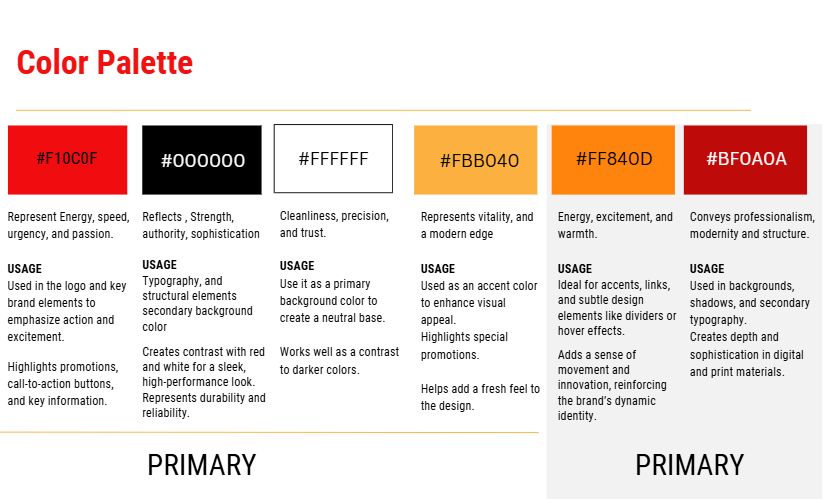 Color Palette
#F10C0F
#000000
#FFFFFF
#FBB040
#FF840D
#BF0A0A
Represent Energy, speed,
urgency, and passion.
USAGE
Used in the logo and key
brand elements to
emphasize action and
excitement.
Highlights promotions,
call-to-action buttons,
and key information.
Reflects , Strength,
authority, sophistication
USAGE
Typography, and
structural elements
secondary background
color
Creates contrast with red
and white for a sleek,
high-performance look.
Represents durability and
reliability.
Cleanliness, precision,
and trust.
USAGE
Use it as a primary
background color to
create a neutral base.
Works well as a contrast
to darker colors.
Represents vitality, and
a modern edge
USAGE
Used as an accent color
to enhance visual
appeal.
Highlights special
promotions.
Helps add a fresh feel to
the design.
Energy, excitement, and
warmth.
USAGE
Ideal for accents, links,
and subtle design
elements like dividers or
hover effects.
Adds a sense of
movement and
innovation, reinforcing
the brand’s dynamic
identity.
Conveys professionalism,
modernity and structure.
USAGE
Used in backgrounds,
shadows, and secondary
typography.
Creates depth and
sophistication in digital
and print materials.
PRIMARY
PRIMARY